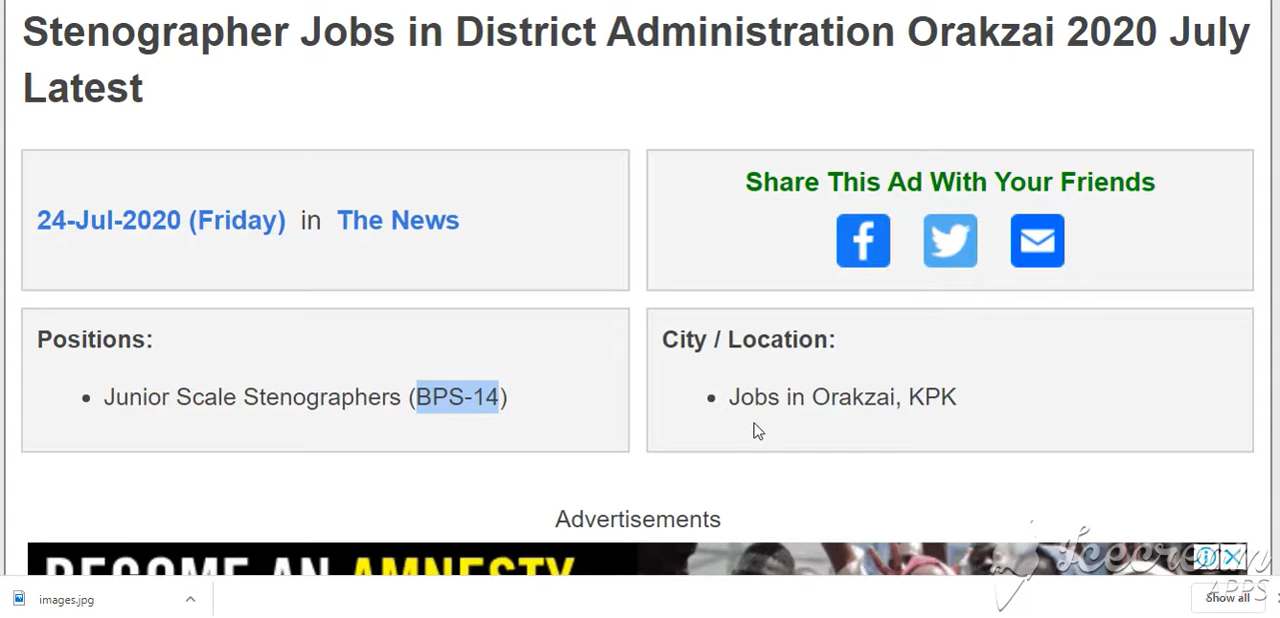 Stenographer Jobs in District Administration Orakzai 2020 July
Latest
24-Jul-2020 (Friday) in The News
Share This Ad With Your Friends
Positions:
• Junior Scale Stenographers (BPS-14)
City / Location:
• Jobs in Orakzai, KPK
Advertisements
BECOME AN AMNESTY
Icecream
APPS
images.jpg
Show all